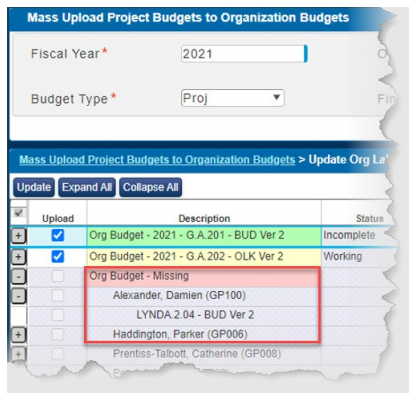 Mass Upload Project Budgets to Organization Budgets
Fiscal Year* 2021
Budget Type* Proj
Mass Upload Project Budgets to Organization Budgets > Update Org La
Update Expand All Collapse All
Upload Description Status
Org Budget - 2021 - G.A.201 - BUD Ver 2 Incomplete
Org Budget - 2021 - G.A.202 - OLK Ver 2 Working
Org Budget - Missing
Alexander, Damien (GP100)
LYNDA.2.04 - BUD Ver 2
Haddington, Parker (GP006)
Prentiss-Talbott, Catherine (GP008)